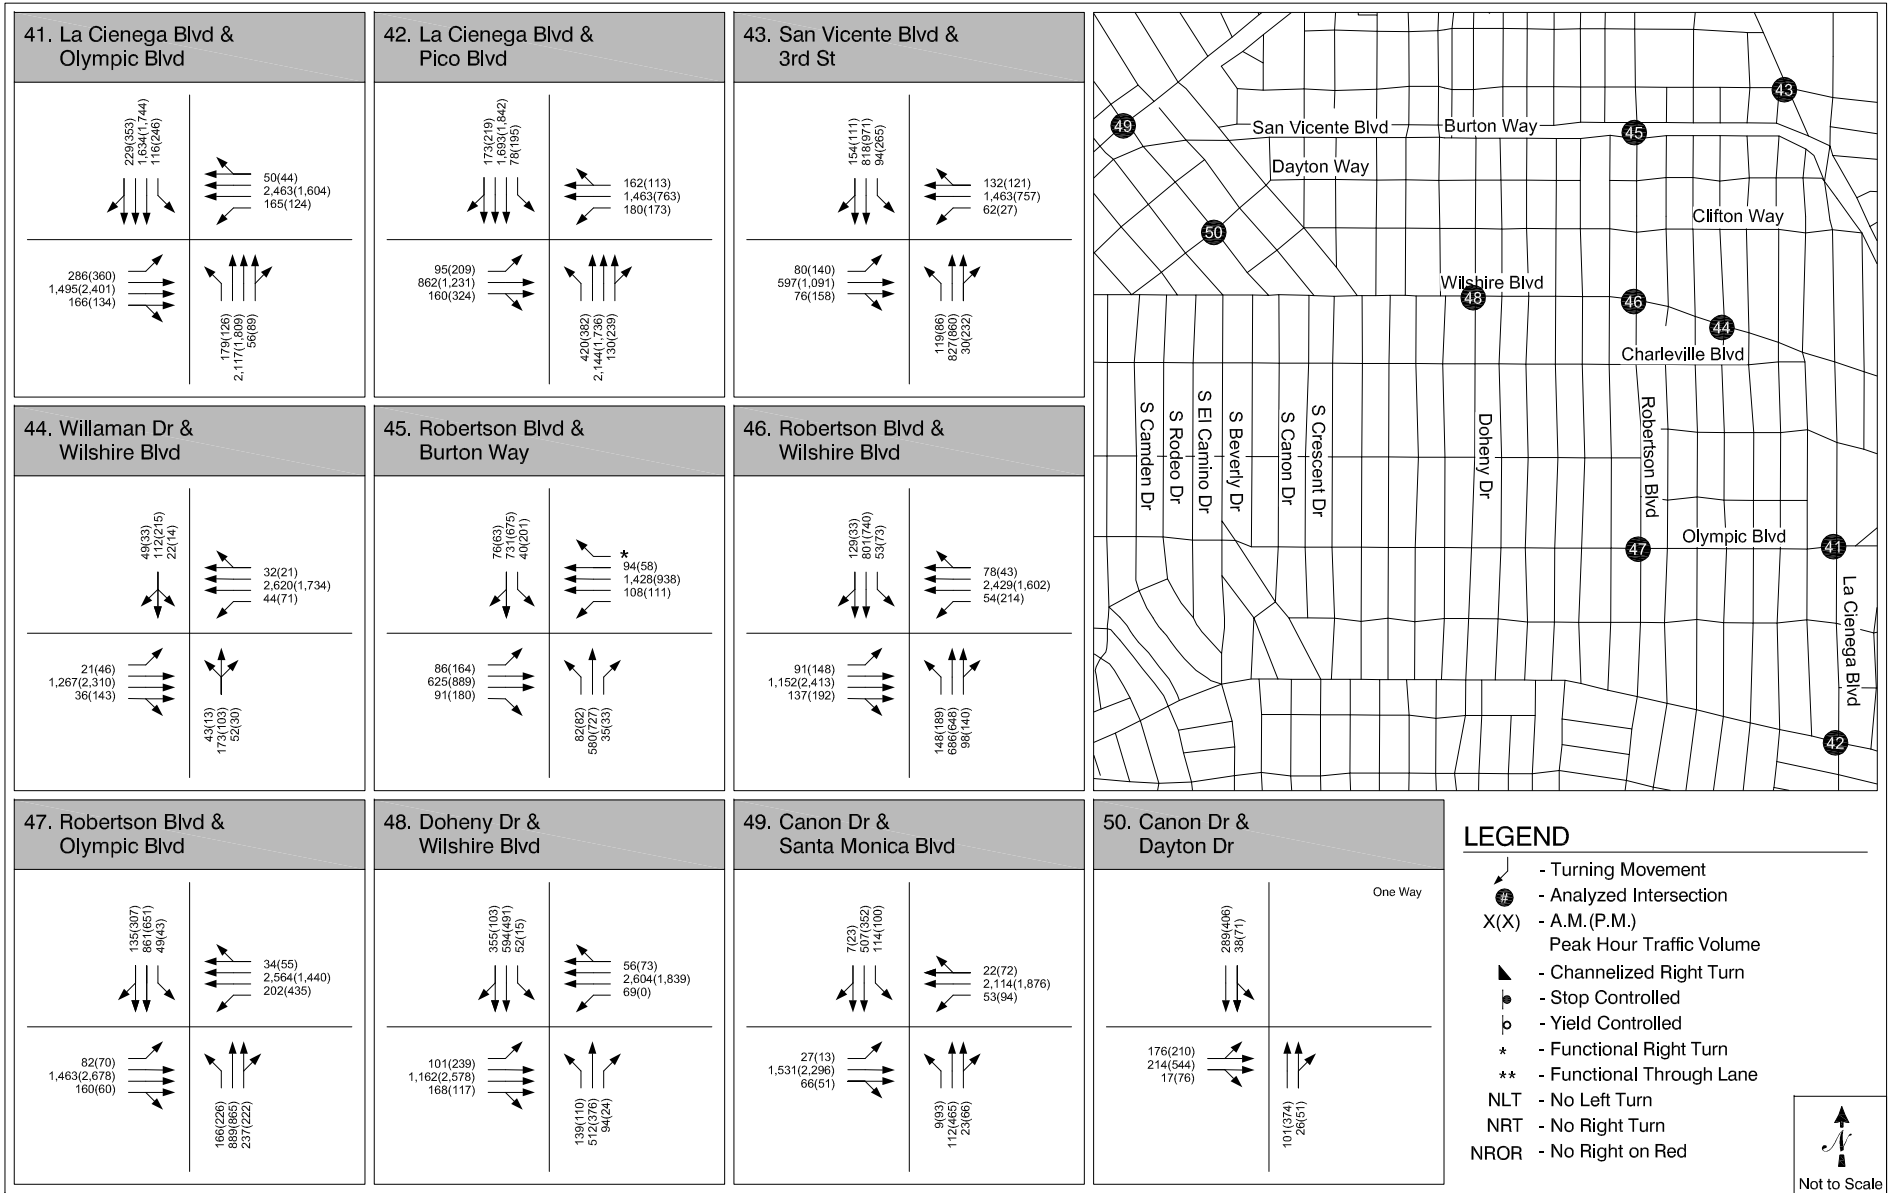 41. La Cienega Blvd &
Olympic Blvd
229(353)
1,634(1,744)
116(246)
50(44)
2,463(1,604)
165(124)
286(360)
1,495(2,401)
166(134)
179(126)
2,117(1,809)
56(89)
42. La Cienega Blvd &
Pico Blvd
173(219)
1,693(1,842)
78(195)
162(113)
1,463(763)
180(173)
95(209)
862(1,231)
160(324)
420(382)
2,144(1,736)
130(239)
43. San Vicente Blvd &
3rd St
154(111)
818(971)
94(265)
132(121)
1,463(757)
62(27)
80(140)
597(1,091)
76(158)
119(86)
827(860)
30(232)
44. Willaman Dr &
Wilshire Blvd
49(33)
112(215)
22(14)
32(21)
2,620(1,734)
44(71)
21(46)
1,267(2,310)
36(143)
43(13)
173(103)
52(30)
45. Robertson Blvd &
Burton Way
76(63)
731(675)
40(201)
*
94(58)
1,428(938)
108(111)
86(164)
625(889)
91(180)
82(82)
580(727)
35(33)
46. Robertson Blvd &
Wilshire Blvd
129(33)
801(740)
53(73)
78(43)
2,429(1,602)
54(214)
91(148)
1,152(2,413)
137(192)
148(189)
686(648)
98(140)
47. Robertson Blvd &
Olympic Blvd
135(307)
861(651)
49(43)
34(55)
2,564(1,440)
202(435)
82(70)
1,463(2,678)
160(60)
166(226)
889(865)
237(222)
48. Doheny Dr &
Wilshire Blvd
355(103)
594(491)
52(15)
56(73)
2,604(1,839)
69(0)
101(239)
1,162(2,578)
168(117)
139(110)
512(376)
94(24)
49. Canon Dr &
Santa Monica Blvd
7(23)
507(352)
114(100)
22(72)
2,114(1,876)
53(94)
27(13)
1,531(2,296)
66(51)
9(93)
112(465)
23(66)
50. Canon Dr &
Dayton Dr
One Way
289(406)
38(71)
176(210)
214(544)
17(76)
101(374)
26(51)
43
49
45
San Vicente Blvd
Burton Way
Dayton Way
Clifton Way
50
Wilshire Blvd
48
46
44
Charleville Blvd
S Camden Dr
S Rodeo Dr
S El Camino Dr
S Beverly Dr
S Canon Dr
S Crescent Dr
Doheny Dr
Robertson Blvd
Olympic Blvd
47
41
La Cienega Blvd
42
LEGEND
- Turning Movement
# - Analyzed Intersection
X(X) - A.M.(P.M.)
Peak Hour Traffic Volume
- Channelized Right Turn
- Stop Controlled
- Yield Controlled
* - Functional Right Turn
** - Functional Through Lane
NLT - No Left Turn
NRT - No Right Turn
NROR - No Right on Red
N
Not to Scale